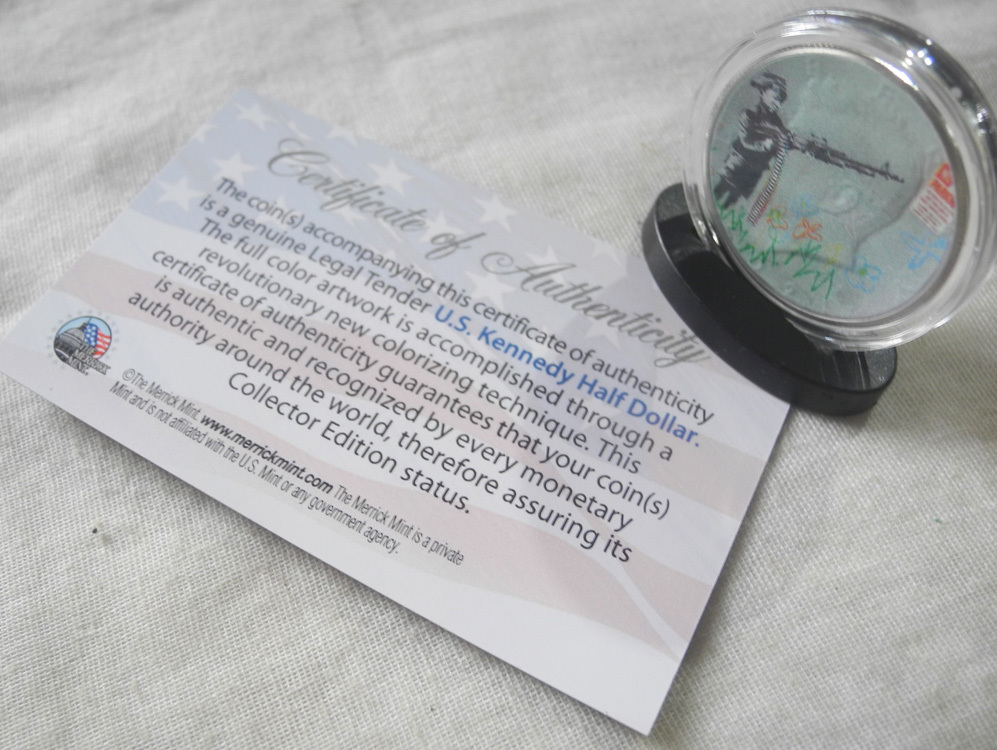 Certificate of Authenticity
The coin(s) accompanying this certificate of authenticity
is a genuine Legal Tender U.S. Kennedy Half Dollar.
The full color artwork is accomplished through a
revolutionary new colorizing technique. This
certificate of authenticity guarantees that your coin(s)
is authentic and recognized by every monetary
authority around the world, therefore assuring its
Collector Edition status.
©The Merrick Mint. www.merrickmint.com The Merrick Mint is a private
Mint and is not affiliated with the U.S. Mint or any government agency.